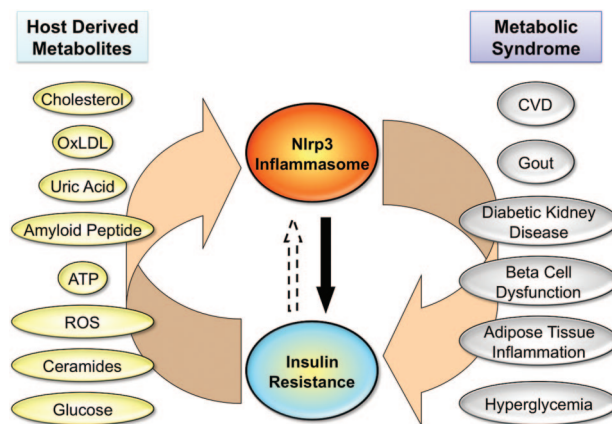 Host Derived
Metabolites
Cholesterol
OxLDL
Uric Acid
Amyloid Peptide
ATP
ROS
Ceramides
Glucose
Nlrp3
Inflammasome
Insulin
Resistance
Metabolic
Syndrome
CVD
Gout
Diabetic Kidney
Disease
Beta Cell
Dysfunction
Adipose Tissue
Inflammation
Hyperglycemia